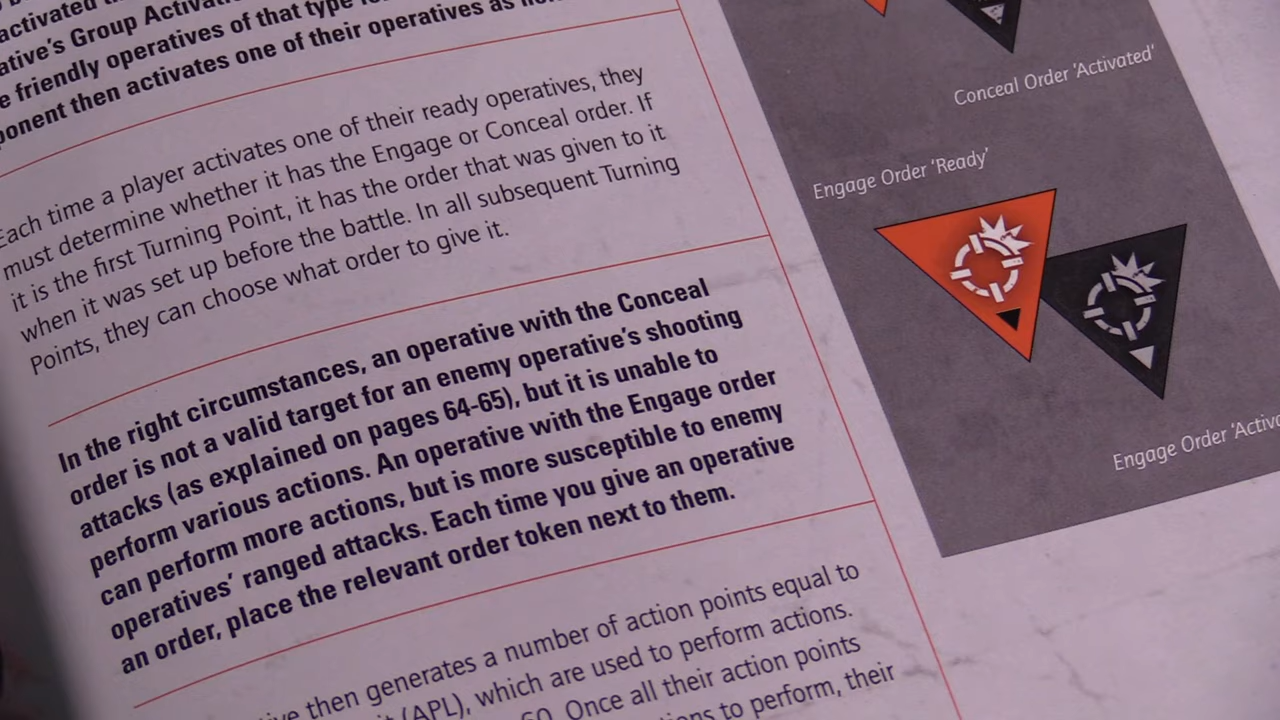 activated
ative's Group Activa
e friendly operatives of that type
ponent then activates one of their operatives as
Each time a player activates one of their ready operatives, they
must determine whether it has the Engage or Conceal order. If
it is the first Turning Point, it has the order that was given to it
when it was set up before the battle. In all subsequent Turning
Points, they can choose what order to give it.
In the right circumstances, an operative with the Conceal
order is not a valid target for an enemy operative's shooting
attacks (as explained on pages 64-65), but it is unable to
perform various actions. An operative with the Engage order
can perform more actions, but is more susceptible to enemy
operatives' ranged attacks. Each time you give an operative
an order, place the relevant order token next to them.
ive then generates a number of action points equal to
(APL), which are used to perform actions.
60. Once all their action points
ons to perform, their
Conceal Order 'Activated'
Engage Order 'Ready'
Engage Order 'Activa